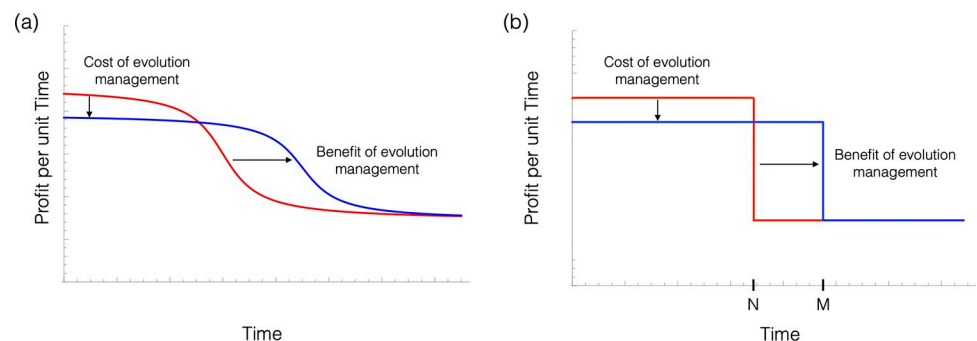 (a)
Profit per unit Time
Cost of evolution
management
Benefit of evolution
management
Time
(b)
Profit per unit Time
Cost of evolution
management
Benefit of evolution
management
N
M
Time